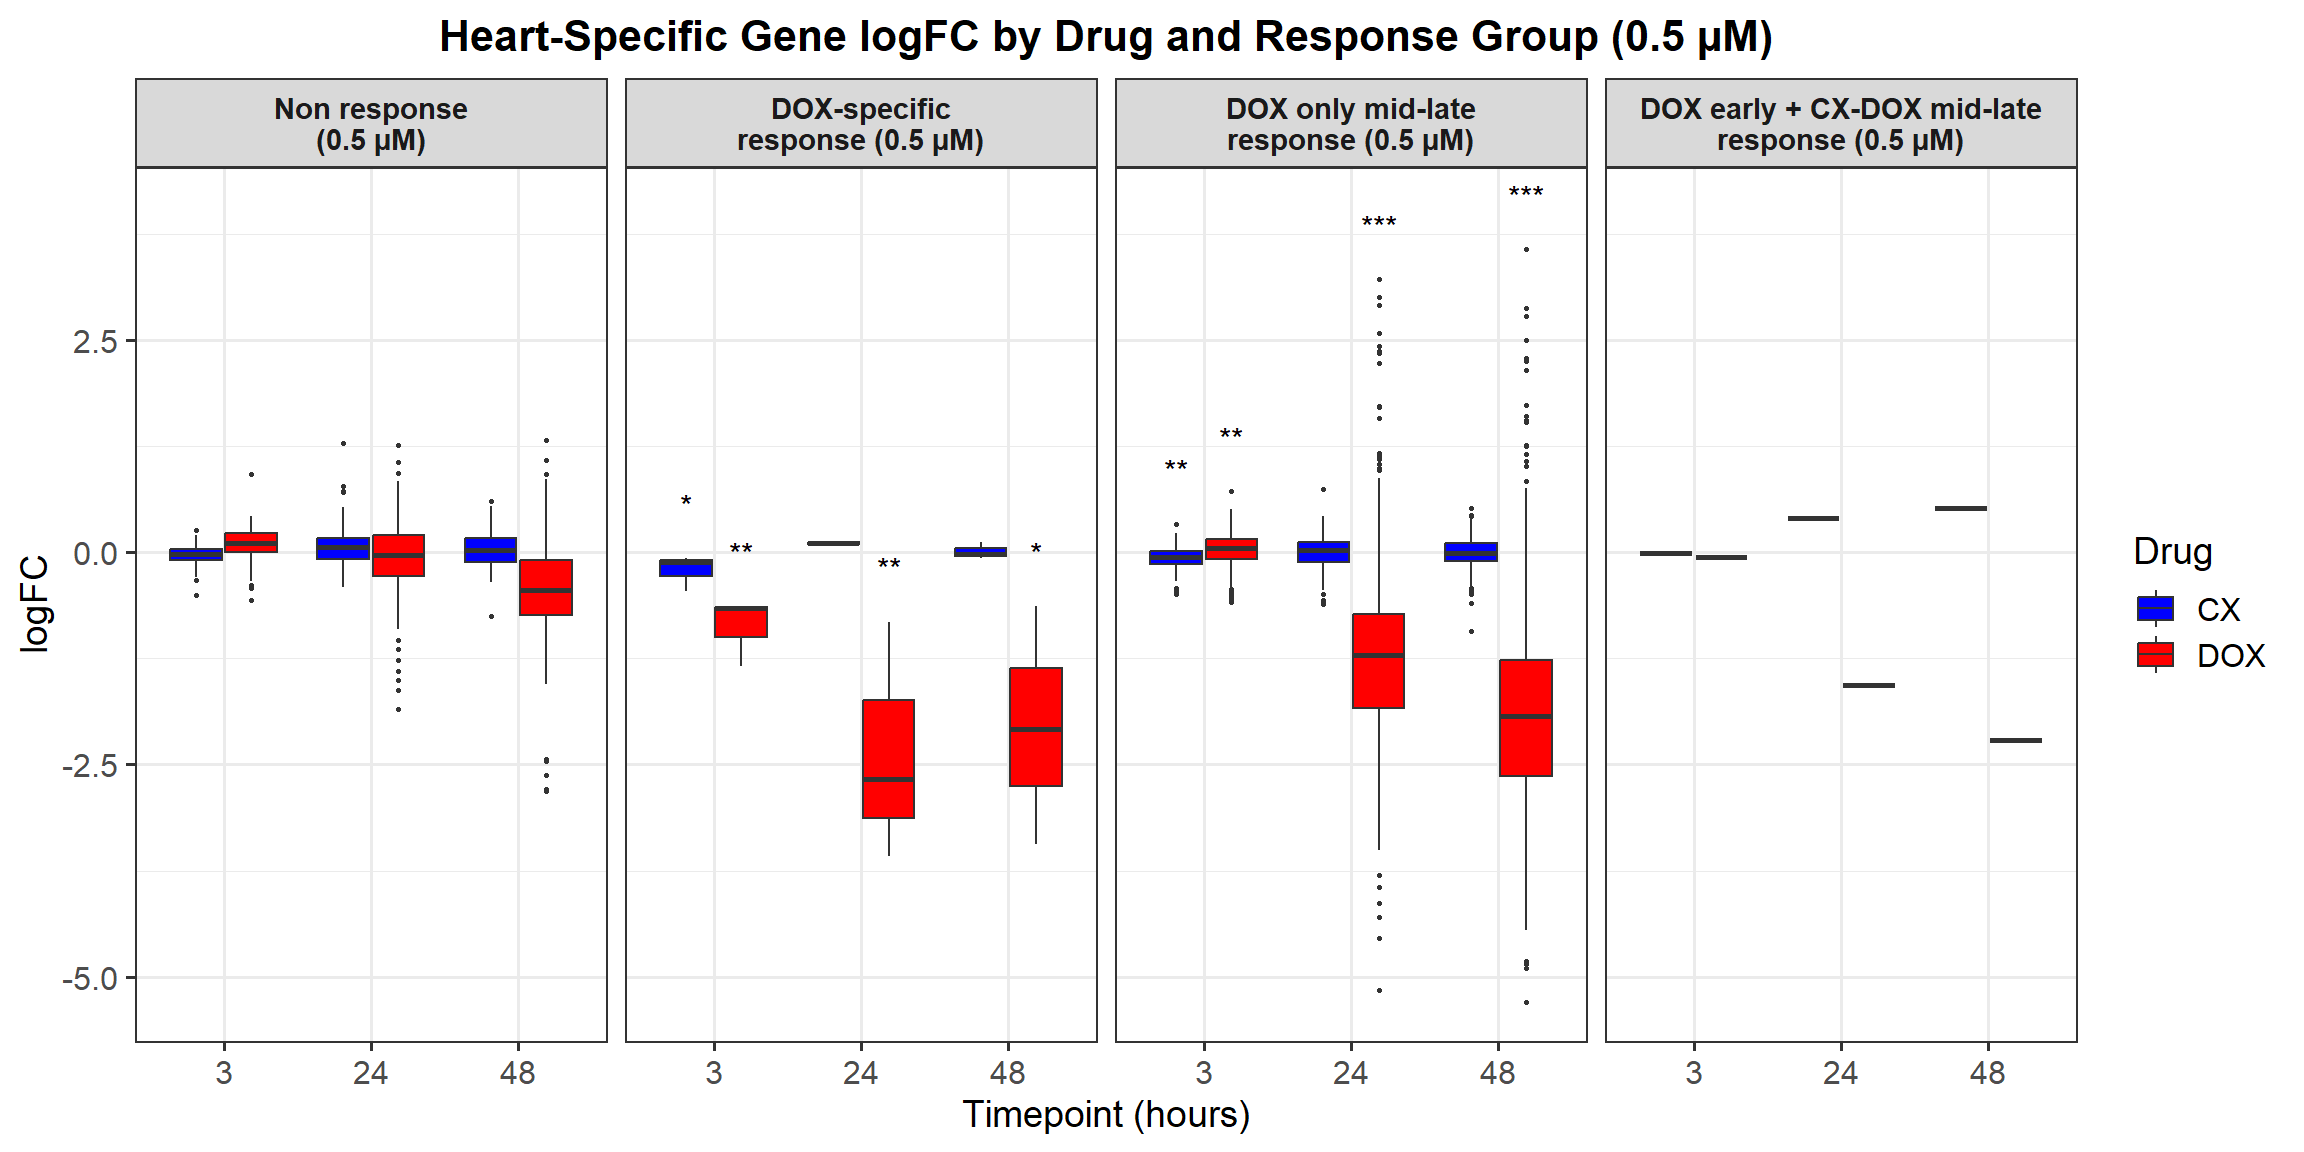 Heart-Specific Gene logFC by Drug and Response Group (0.5 µM)
Non response
(0.5 µM)
DOX-specific
response (0.5 µM)
DOX only mid-late
response (0.5 µM)
DOX early + CX-DOX mid-late
response (0.5 µM)
logFC
2.5
0.0
-2.5
-5.0
*
**
**
*
**
**
***
***
3 24 48
3 24 48
3 24 48
3 24 48
Timepoint (hours)
Drug
CX
DOX